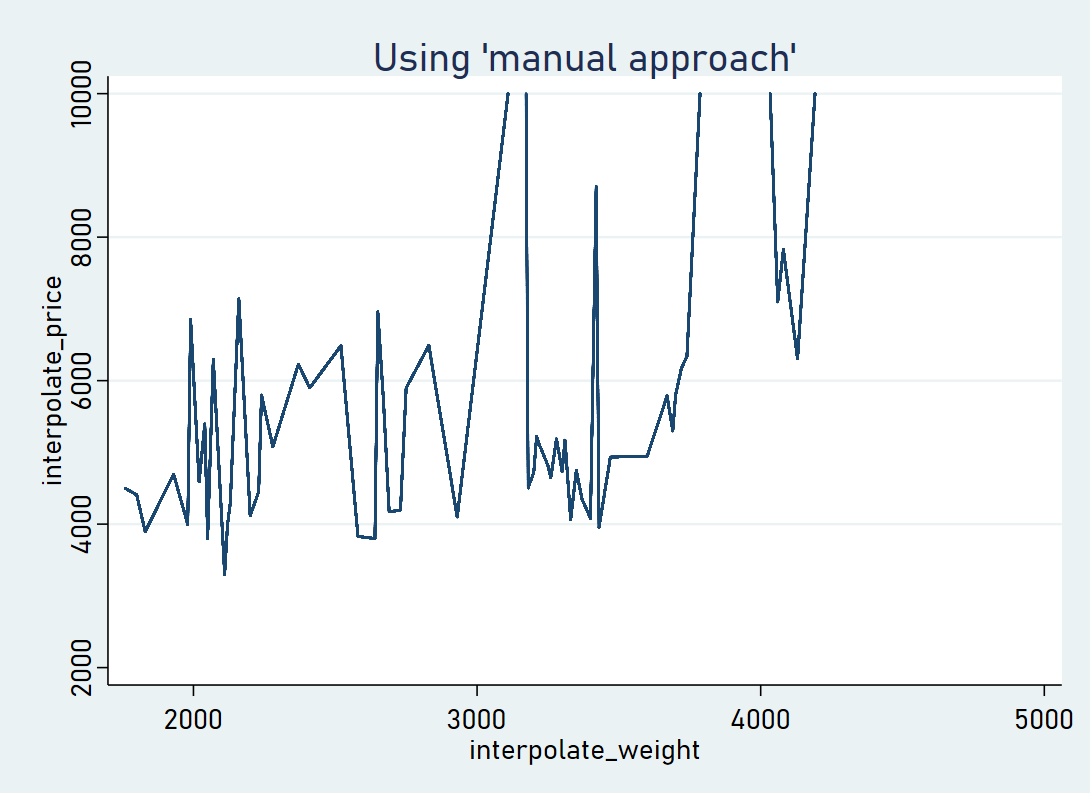 Using 'manual approach'
interpolate_price
10000
8000
6000
4000
2000
2000 3000 4000 5000
interpolate_weight